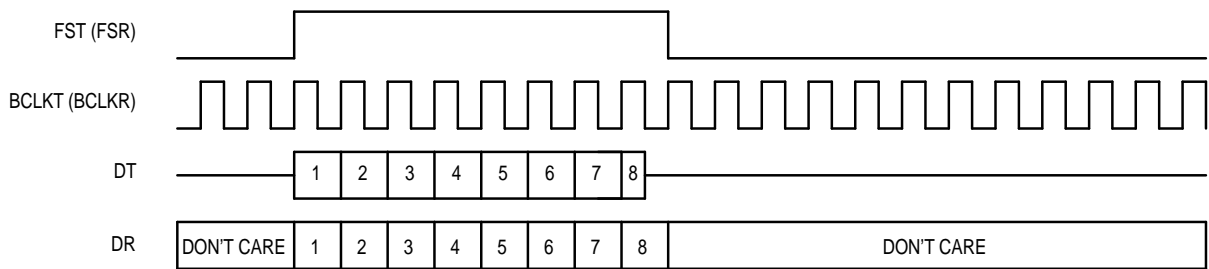 FST (FSR)
BCLKT (BCLKR)
DT 1 2 3 4 5 6 7 8
DR DON'T CARE 1 2 3 4 5 6 7 8 DON'T CARE